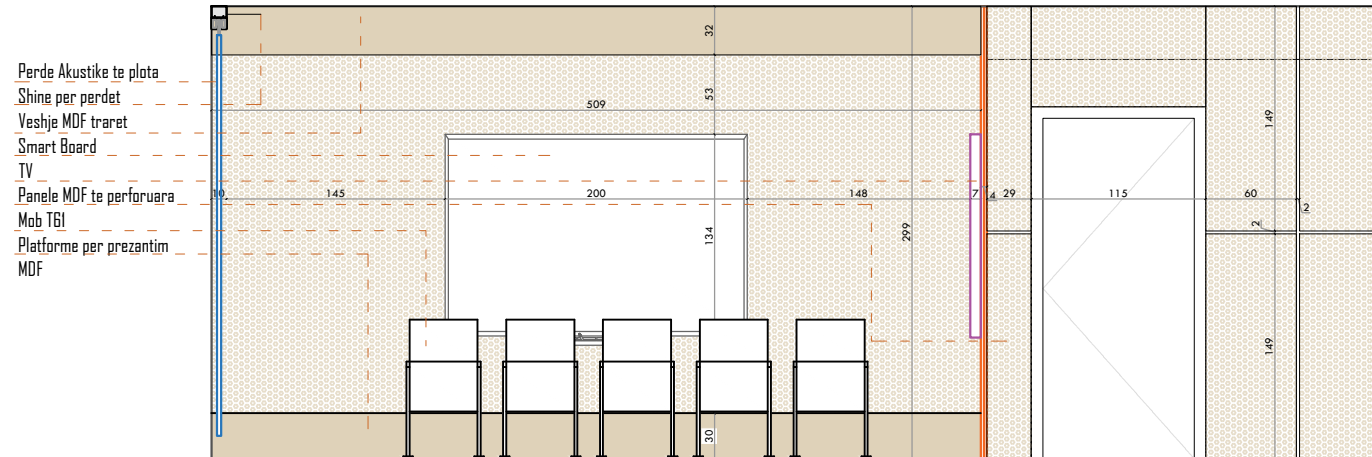 Perde Akustike te plota
Shine per perdet
Veshje MDF traret
Smart Board
TV
Panele MDF te perforuara
Mob T61
Platforme per prezantim
MDF
32
53
509
149
10
145
200
148
7
4
29
115
60
2
2
134
299
149
30